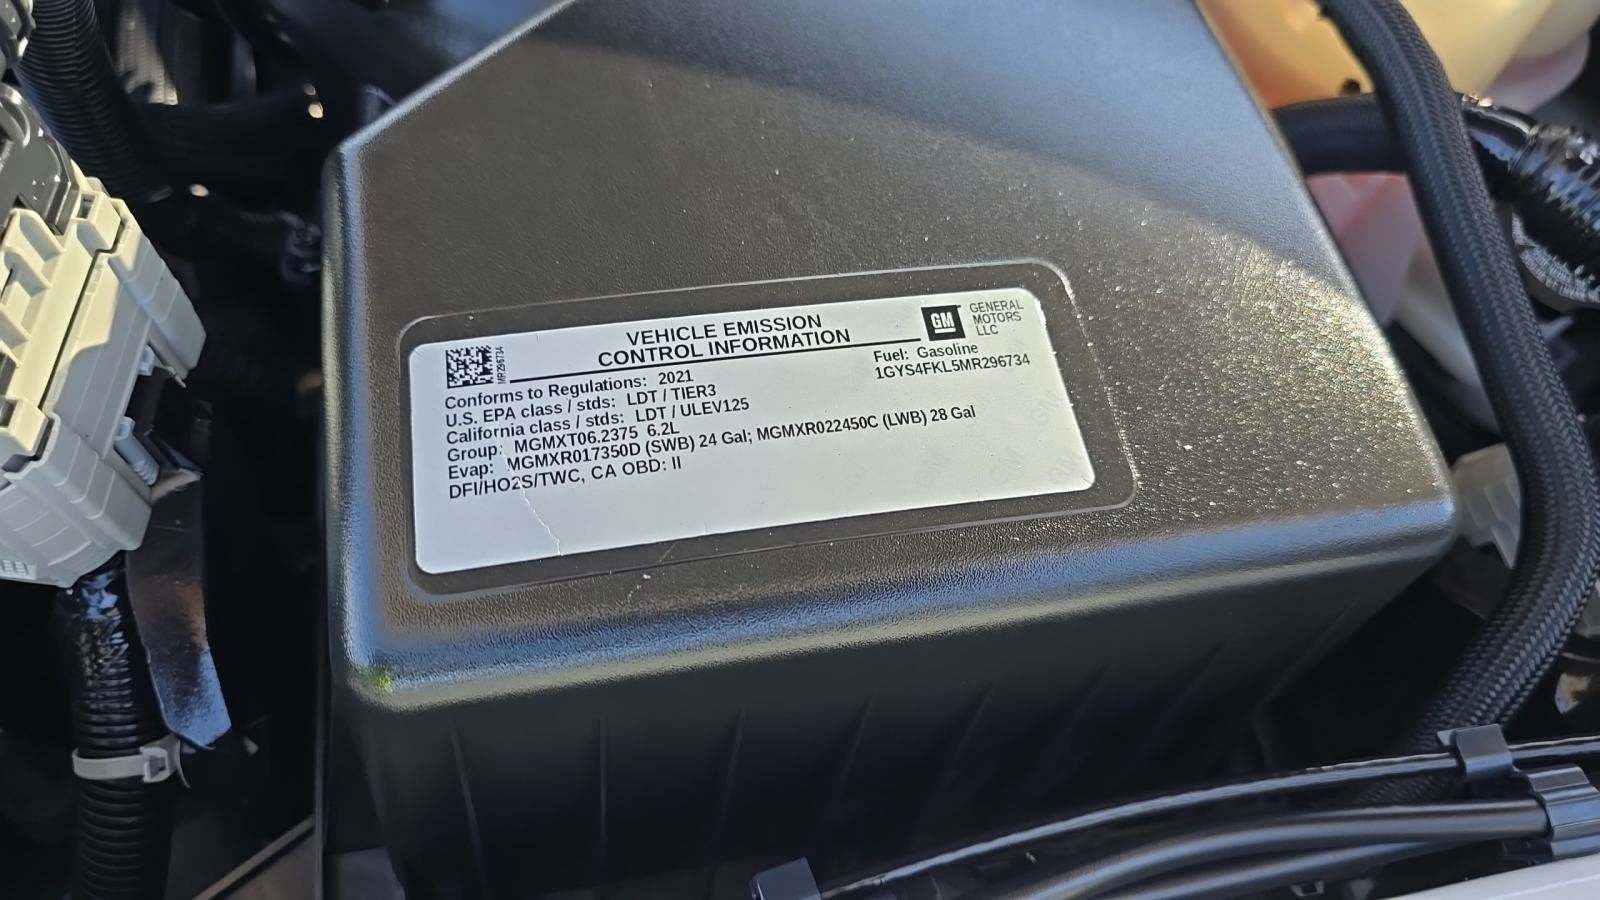 VEHICLE EMISSION
CONTROL INFORMATION
GM
GENERAL
MOTORS
LLC
MR296734
Conforms to Regulations: 2021
Fuel: Gasoline
U.S. EPA class / stds: LDT / TIER3
1GYS4FKL5MR296734
California class / stds: LDT / ULEV125
Group: MGMXT06.2375 6.2L
Evap: MGMXR017350D (SWB) 24 Gal; MGMXR022450C (LWB) 28 Gal
DFI/HO2S/TWC, CA OBD: II